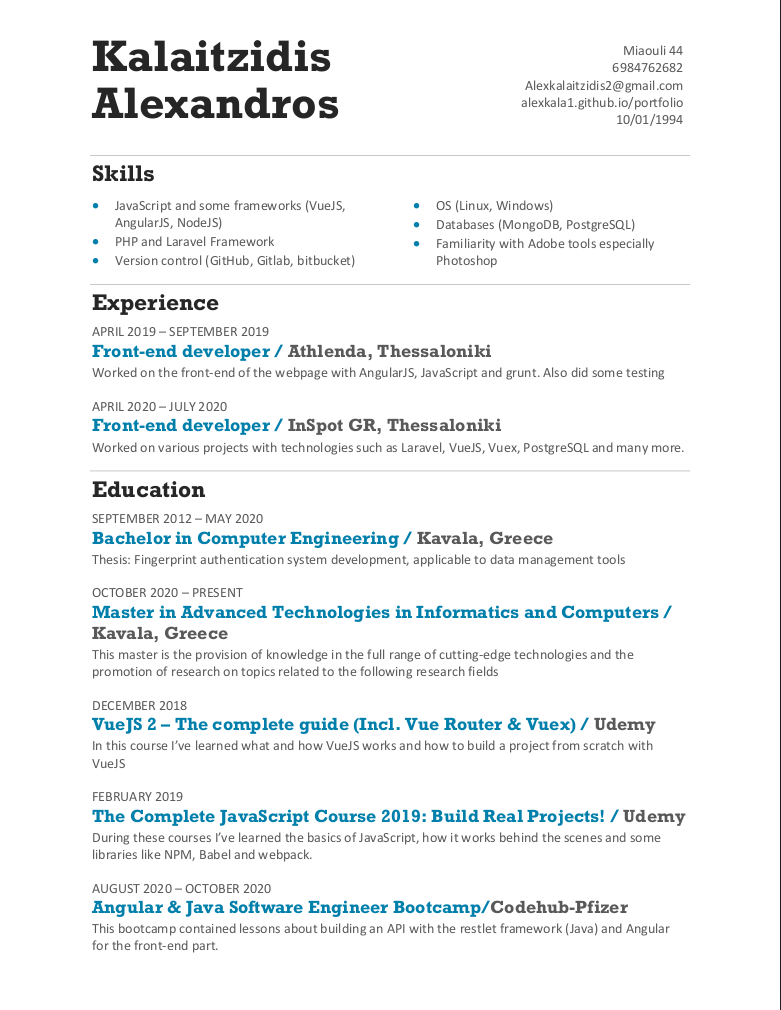 Kalaitzidis
Alexandros
Miaouli 44
6984762682
Alexkalaitzidis2@gmail.com
alexkala1.github.io/portfolio
10/01/1994
Skills
• JavaScript and some frameworks (VueJS,
AngularJS, NodeJS)
• PHP and Laravel Framework
• Version control (GitHub, Gitlab, bitbucket)
• OS (Linux, Windows)
• Databases (MongoDB, PostgreSQL)
• Familiarity with Adobe tools especially
Photoshop
Experience
APRIL 2019 – SEPTEMBER 2019
Front-end developer / Athlenda, Thessaloniki
Worked on the front-end of the webpage with AngularJS, JavaScript and grunt. Also did some testing
APRIL 2020 – JULY 2020
Front-end developer / InSpot GR, Thessaloniki
Worked on various projects with technologies such as Laravel, VueJS, Vuex, PostgreSQL and many more.
Education
SEPTEMBER 2012 – MAY 2020
Bachelor in Computer Engineering / Kavala, Greece
Thesis: Fingerprint authentication system development, applicable to data management tools
OCTOBER 2020 – PRESENT
Master in Advanced Technologies in Informatics and Computers /
Kavala, Greece
This master is the provision of knowledge in the full range of cutting-edge technologies and the
promotion of research on topics related to the following research fields
DECEMBER 2018
VueJS 2 – The complete guide (Incl. Vue Router & Vuex) / Udemy
In this course I’ve learned what and how VueJS works and how to build a project from scratch with
VueJS
FEBRUARY 2019
The Complete JavaScript Course 2019: Build Real Projects! / Udemy
During these courses I’ve learned the basics of JavaScript, how it works behind the scenes and some
libraries like NPM, Babel and webpack.
AUGUST 2020 – OCTOBER 2020
Angular & Java Software Engineer Bootcamp/Codehub-Pfizer
This bootcamp contained lessons about building an API with the restlet framework (Java) and Angular
for the front-end part.